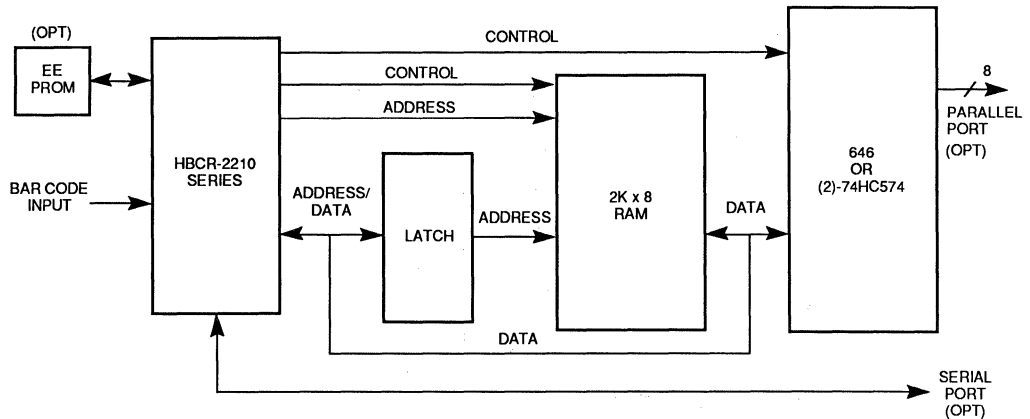 (OPT)
EE
PROM
BAR CODE
INPUT
HBCR-2210
SERIES
CONTROL
CONTROL
ADDRESS
ADDRESS/
DATA
LATCH
ADDRESS
2K x 8
RAM
DATA
DATA
646
OR
(2)-74HC574
8
PARALLEL
PORT
(OPT)
SERIAL
PORT
(OPT)